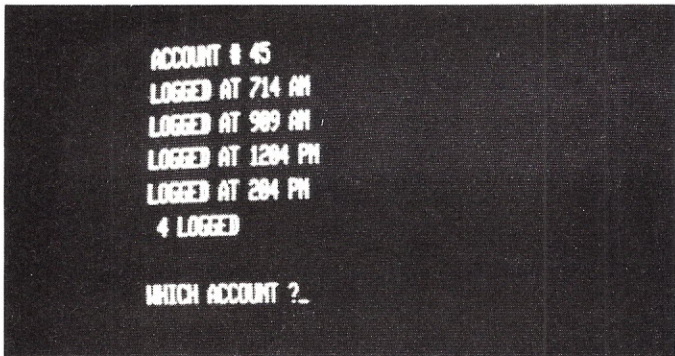 ACCOUNT # 45
LOGGED AT 714 AM
LOGGED AT 909 AM
LOGGED AT 1204 PM
LOGGED AT 204 PM
4 LOGGED
WHICH ACCOUNT ?_